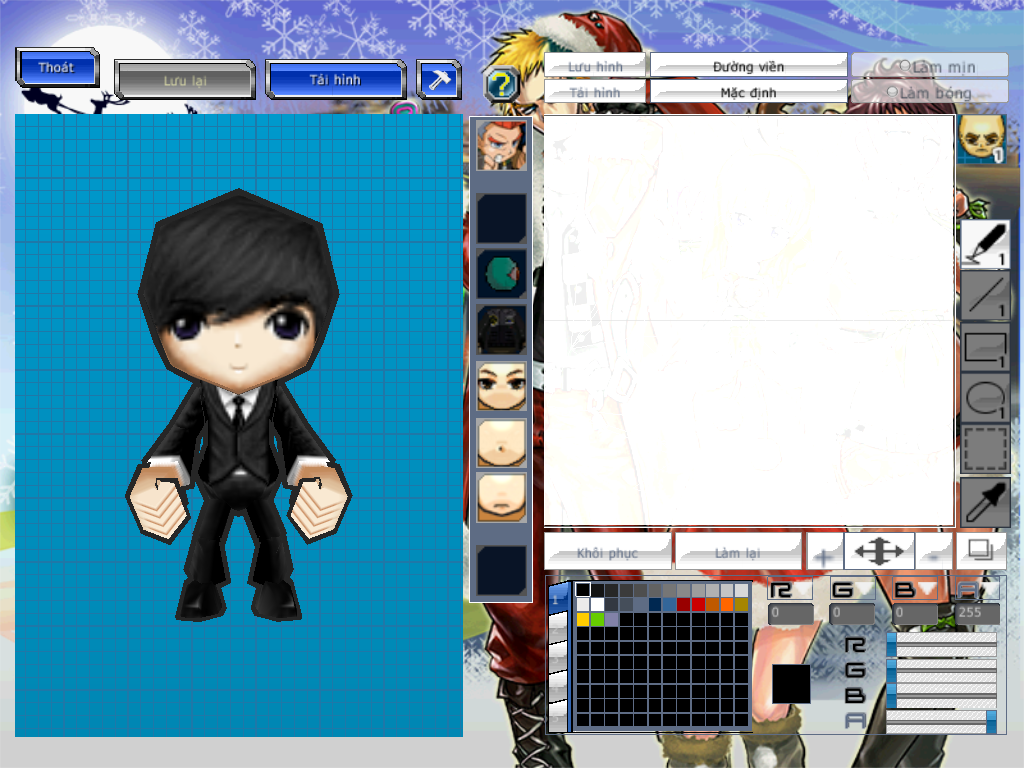 Thoát
Lưu lại
Tải hình
?
Lưu hình
Đường viền
Làm mịn
Tải hình
Mặc định
Làm bóng
1
1
1
1
1
Khôi phục
Làm lại
+
-
1
R
G
B
A
0
0
0
255
R
G
B
A